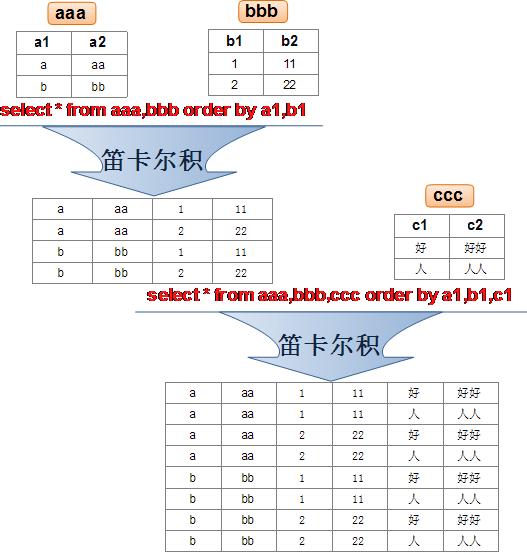 aaa
bbb
a1 a2
a aa
b bb
b1 b2
1 11
2 22
select * from aaa,bbb order by a1,b1
笛卡尔积
a aa 1 11
a aa 2 22
b bb 1 11
b bb 2 22
ccc
c1 c2
好 好好
人 人人
select * from aaa,bbb,ccc order by a1,b1,c1
笛卡尔积
a aa 1 11 好 好好
a aa 1 11 人 人人
a aa 2 22 好 好好
a aa 2 22 人 人人
b bb 1 11 好 好好
b bb 1 11 人 人人
b bb 2 22 好 好好
b bb 2 22 人 人人